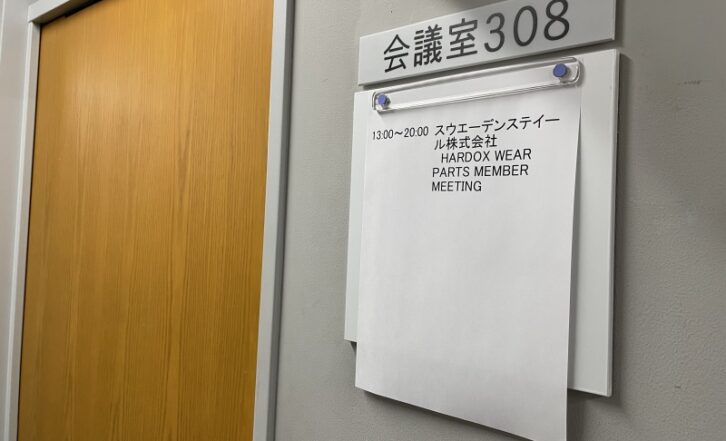 会議室308
13:00～20:00 スウエーデンステイー
ル株式会社
HARDOX WEAR
PARTS MEMBER
MEETING